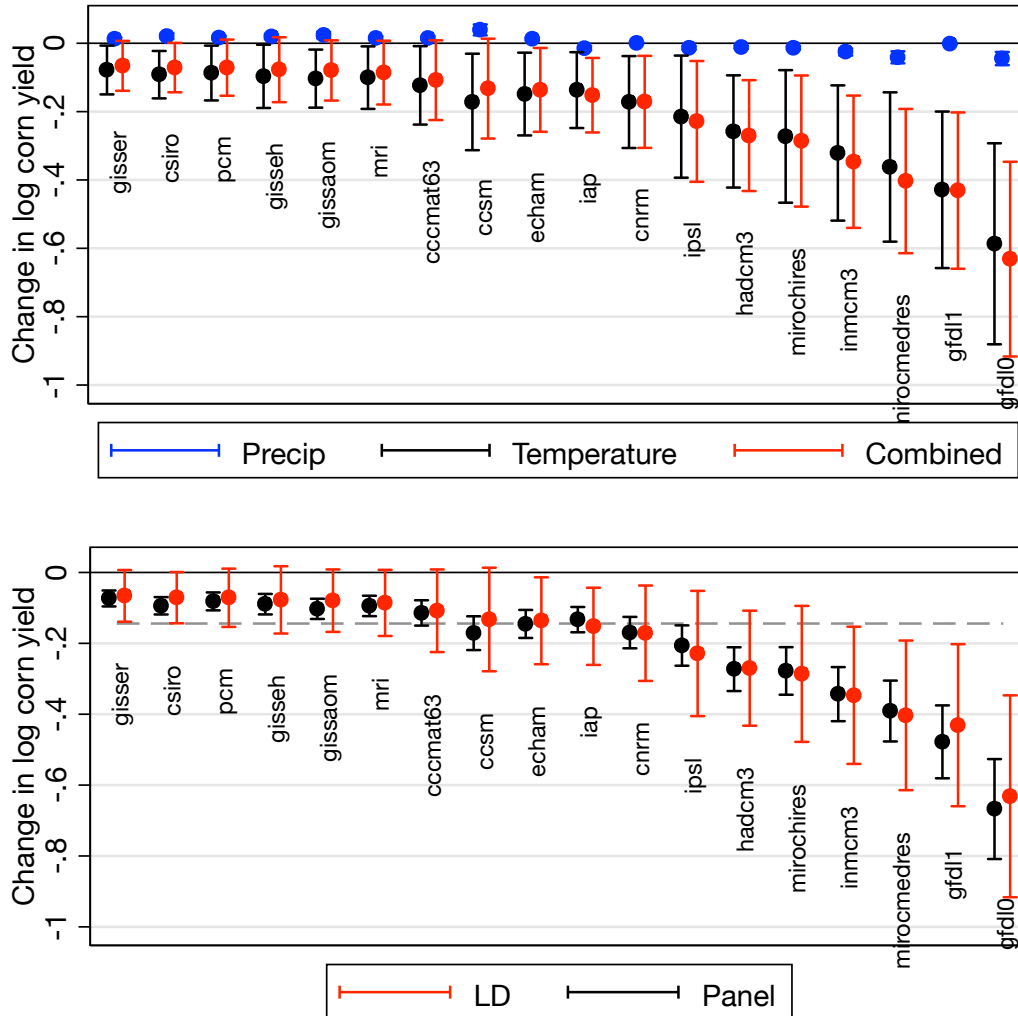 Change in log corn yield
0
-.2
-.4
-.6
-.8
-1
gisser
csiro
pcm
gisseh
gissaom
mri
cccmat63
ccsm
echam
iap
cnrm
ipsl
hadcm3
mirochires
inmcm3
mirocmedres
gfdl1
gfdl0
Precip Temperature Combined
Change in log corn yield
0
-.2
-.4
-.6
-.8
-1
gisser
csiro
pcm
gisseh
gissaom
mri
cccmat63
ccsm
echam
iap
cnrm
ipsl
hadcm3
mirochires
inmcm3
mirocmedres
gfdl1
gfdl0
LD Panel